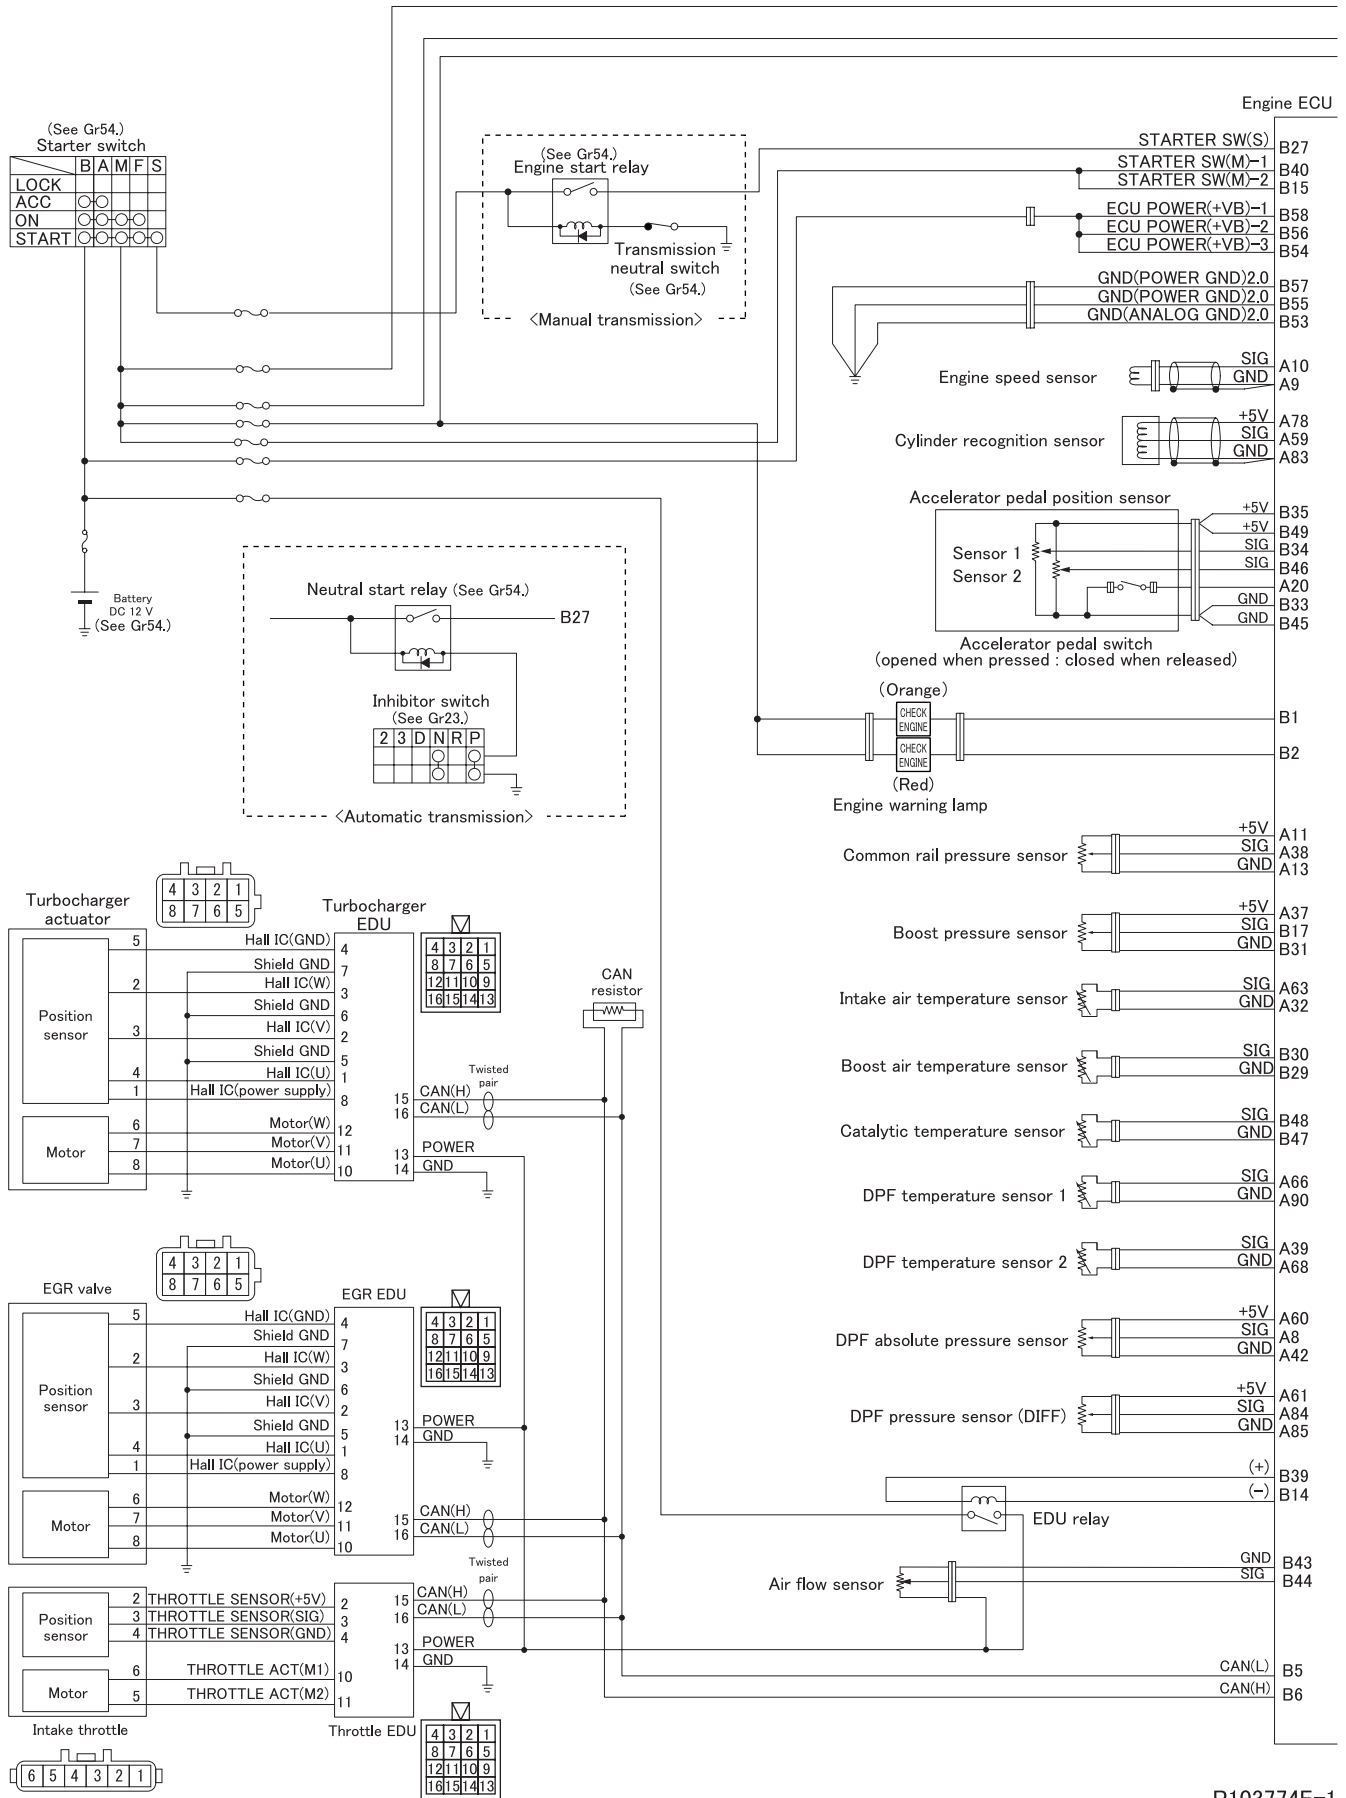 Engine ECU
(See Gr54.)
Starter switch
B A M F S
LOCK
ACC
ON
START
(See Gr54.)
Engine start relay
Transmission
neutral switch
(See Gr54.)
<Manual transmission>
STARTER SW(S) B27
STARTER SW(M)-1 B40
STARTER SW(M)-2 B15
ECU POWER(+VB)-1 B58
ECU POWER(+VB)-2 B56
ECU POWER(+VB)-3 B54
GND(POWER GND)2.0 B57
GND(POWER GND)2.0 B55
GND(ANALOG GND)2.0 B53
Engine speed sensor
SIG A10
GND A9
Cylinder recognition sensor
+5V A78
SIG A59
GND A83
Accelerator pedal position sensor
Sensor 1
Sensor 2
+5V B35
+5V B49
SIG B34
SIG B46
A20
GND B33
GND B45
Accelerator pedal switch
(opened when pressed : closed when released)
Battery
DC 12 V
(See Gr54.)
Neutral start relay (See Gr54.)
B27
Inhibitor switch
(See Gr23.)
2 3 D N R P
<Automatic transmission>
(Orange)
CHECK
ENGINE
B1
CHECK
ENGINE
B2
(Red)
Engine warning lamp
Common rail pressure sensor
+5V A11
SIG A38
GND A13
Boost pressure sensor
+5V A37
SIG B17
GND B31
Intake air temperature sensor
SIG A63
GND A32
Boost air temperature sensor
SIG B30
GND B29
Catalytic temperature sensor
SIG B48
GND B47
DPF temperature sensor 1
SIG A66
GND A90
DPF temperature sensor 2
SIG A39
GND A68
DPF absolute pressure sensor
+5V A60
SIG A8
GND A42
DPF pressure sensor (DIFF)
+5V A61
SIG A84
GND A85
(+) B39
(-) B14
EDU relay
Air flow sensor
GND B43
SIG B44
CAN(L) B5
CAN(H) B6
4 3 2 1
8 7 6 5
Turbocharger
actuator
Turbocharger
EDU
4 3 2 1
8 7 6 5
12 11 10 9
16 15 14 13
CAN
resistor
Position
sensor
5 Hall IC(GND) 4
Shield GND 7
2 Hall IC(W) 3
Shield GND 6
3 Hall IC(V) 2
Shield GND 5
4 Hall IC(U) 1
1 Hall IC(power supply) 8
Motor
6 Motor(W) 12
7 Motor(V) 11
8 Motor(U) 10
Twisted
pair
15 CAN(H)
16 CAN(L)
13 POWER
14 GND
4 3 2 1
8 7 6 5
EGR valve
EGR EDU
4 3 2 1
8 7 6 5
12 11 10 9
16 15 14 13
Position
sensor
5 Hall IC(GND) 4
Shield GND 7
2 Hall IC(W) 3
Shield GND 6
3 Hall IC(V) 2
Shield GND 5
4 Hall IC(U) 1
1 Hall IC(power supply) 8
Motor
6 Motor(W) 12
7 Motor(V) 11
8 Motor(U) 10
13 POWER
14 GND
15 CAN(H)
16 CAN(L)
Twisted
pair
Position
sensor
2 THROTTLE SENSOR(+5V) 2
3 THROTTLE SENSOR(SIG) 3
4 THROTTLE SENSOR(GND) 4
Motor
6 THROTTLE ACT(M1) 10
5 THROTTLE ACT(M2) 11
15 CAN(H)
16 CAN(L)
13 POWER
14 GND
Intake throttle
Throttle EDU
6 5 4 3 2 1
4 3 2 1
8 7 6 5
12 11 10 9
16 15 14 13